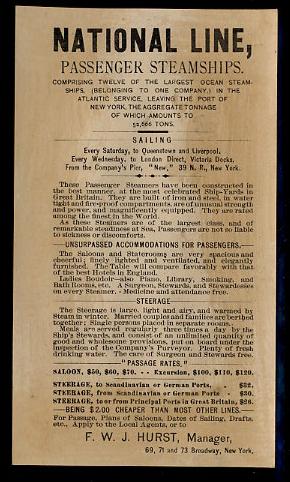 NATIONAL LINE,
PASSENGER STEAMSHIPS.
COMPRISING TWELVE OF THE LARGEST OCEAN STEAM-
SHIPS, (BELONGING TO ONE COMPANY,) IN THE
ATLANTIC SERVICE, LEAVING THE PORT OF
NEW YORK, THE AGGREGATE TONNAGE
OF WHICH AMOUNTS TO
52,666 TONS.
SAILING
Every Saturday, to Queenstown and Liverpool.
Every Wednesday, to London Direct, Victoria Docks.
From the Company's Pier, "New," 39 N. R., New York.
These Passenger Steamers have been constructed in
the best manner, at the most celebrated Ship-Yards in
Great Britain. They are built of iron and steel, in water
tight and fire-proof compartments, are of unusual strength
and power, and magnificently equipped. They are rated
among the finest in the World.
As these Steamers are of the largest class, and of
remarkable steadiness at Sea, Passengers are not so liable
to sickness or discomforts.
UNSURPASSED ACCOMMODATIONS FOR PASSENGERS.
The Saloons and Staterooms are very spacious and
cheerful; finely lighted and ventilated, and elegantly
furnished. The Table will compare favorably with that
of the best Hotels in England.
Ladies Boudoir—also Piano, Library, Smoking, and
Bath Rooms, etc. A Surgeon, Stewards, and Stewardesses
on every Steamer. Medicine and attendance free.
STEERAGE
The Steerage is large, light and airy, and warmed by
Steam in winter. Married couples and families are berthed
together; Single persons placed in separate rooms.
Meals are served regularly three times a day by the
Ship's Stewards, and consist of an unlimited quantity of
good and wholesome provisions, put on board under the
inspection of the Company's Purveyor. Plenty of fresh
drinking water. The care of Surgeon and Stewards free.
"PASSAGE RATES,"
SALOON, $50, $60, $70. - - Excursion, $100, $110, $120.
STEERAGE, to Scandinavian or German Ports, - $32.
STEERAGE, from Scandinavian or German Ports, - $30.
STEERAGE, to or from Principal Ports in Great Britain, $26.
BEING $2.00 CHEAPER THAN MOST OTHER LINES.
For Passage, Plans of Saloons, Dates of Sailing, Drafts,
etc., Apply to the Local Agents, or to
F. W. J. HURST, Manager,
69, 71 and 73 Broadway, New York.